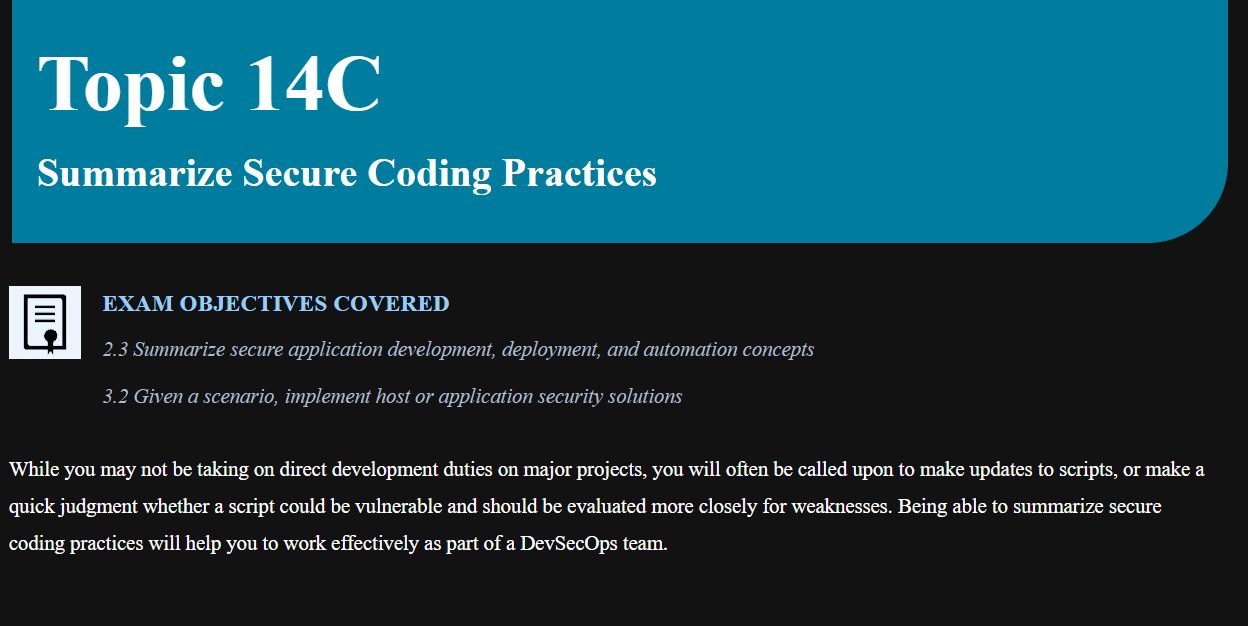 Topic 14C
Summarize Secure Coding Practices
EXAM OBJECTIVES COVERED
2.3 Summarize secure application development, deployment, and automation concepts
3.2 Given a scenario, implement host or application security solutions
While you may not be taking on direct development duties on major projects, you will often be called upon to make updates to scripts, or make a
quick judgment whether a script could be vulnerable and should be evaluated more closely for weaknesses. Being able to summarize secure
coding practices will help you to work effectively as part of a DevSecOps team.